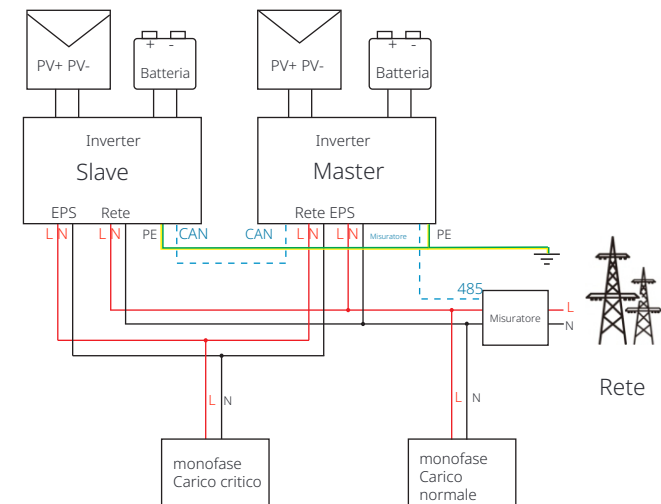 PV+ PV-
+ -
Batteria
PV+ PV-
+ -
Batteria
Inverter
Slave
Inverter
Master
EPS Rete
Rete EPS
L N
L N
PE
CAN
CAN
L N
L N
Misuratore
PE
485
Misuratore
L
N
Rete
L N
L N
monofase
Carico critico
monofase
Carico
normale